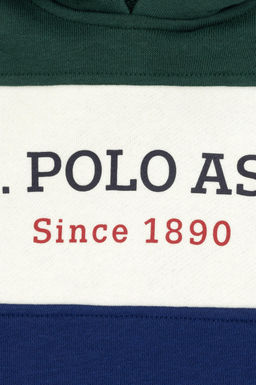 . POLO AS
Since 1890